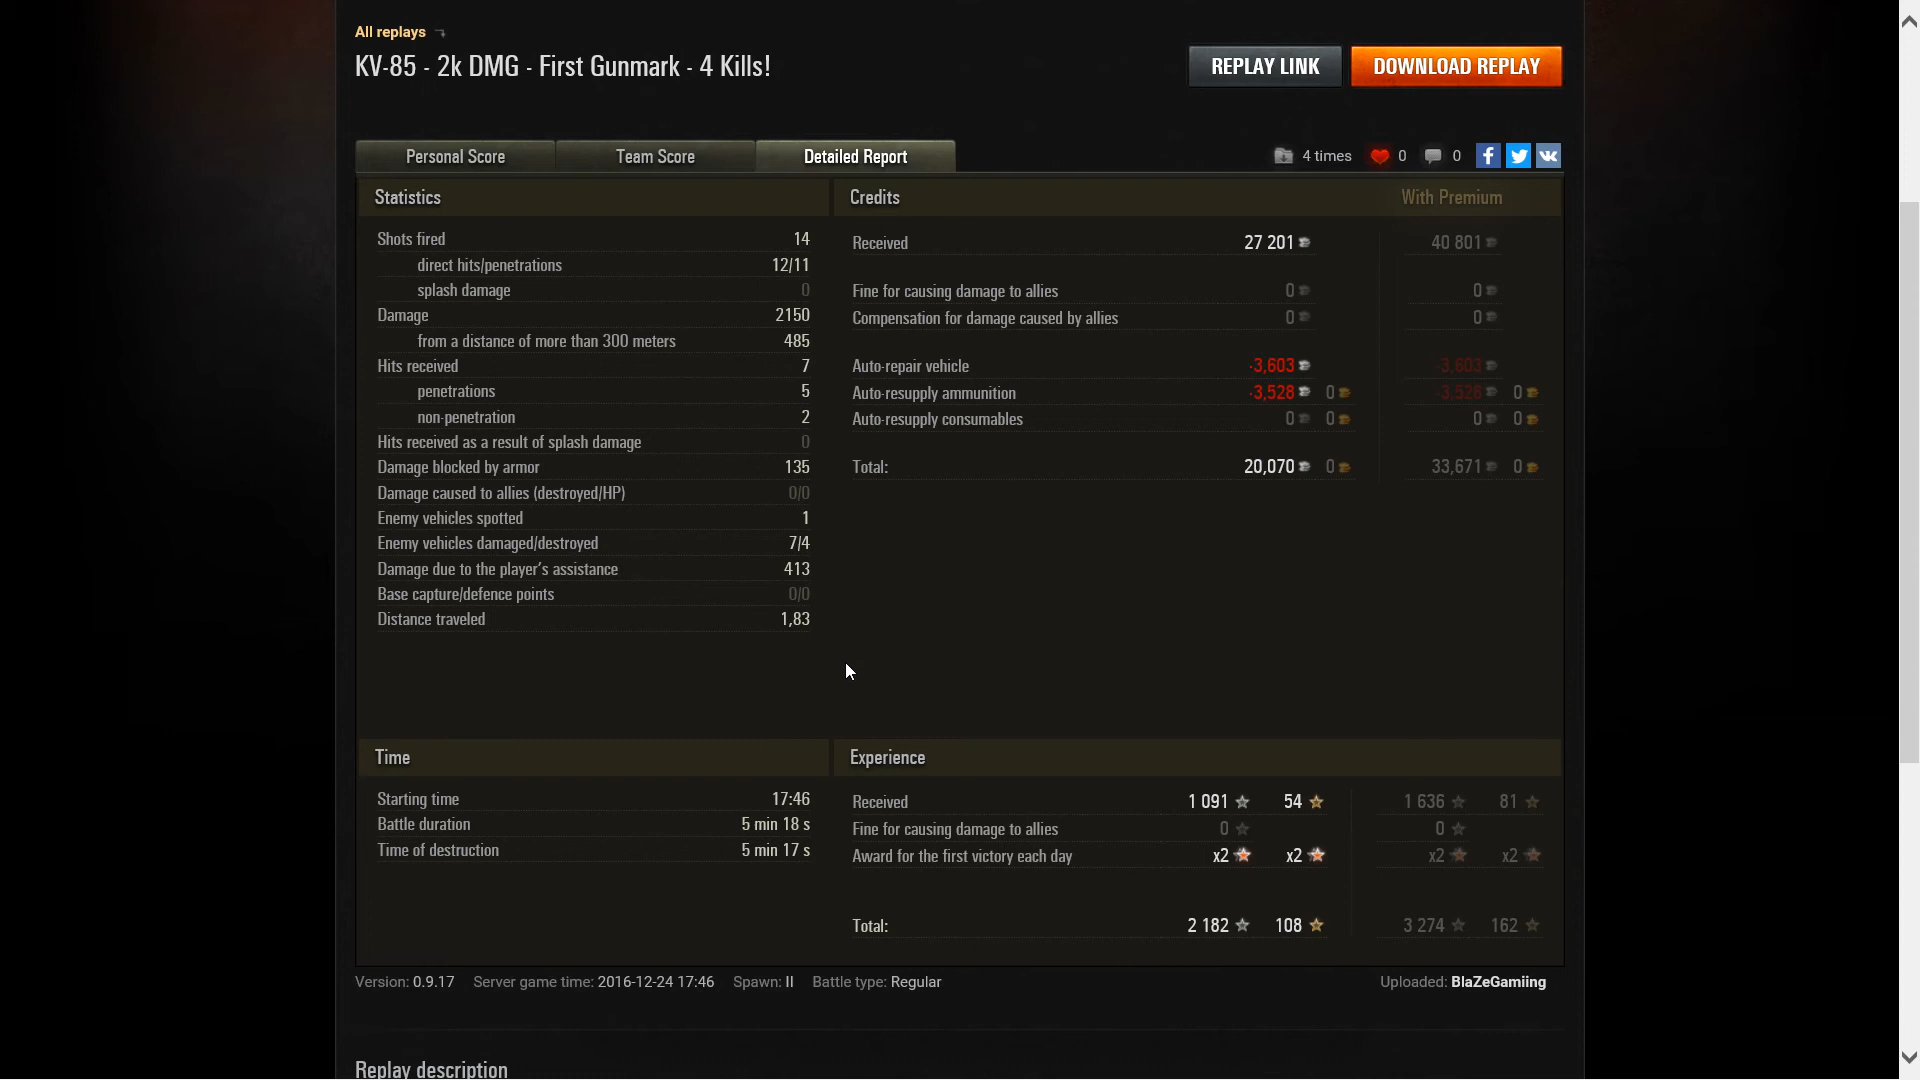 All replays
KV-85 - 2k DMG - First Gunmark - 4 Kills!
REPLAY LINK DOWNLOAD REPLAY
Personal Score Team Score Detailed Report 4 times 0 0
Statistics
Shots fired 14
direct hits/penetrations 12/11
splash damage 0
Damage 2150
from a distance of more than 300 meters 485
Hits received 7
penetrations 5
non-penetration 2
Hits received as a result of splash damage 0
Damage blocked by armor 135
Damage caused to allies (destroyed/HP) 0/0
Enemy vehicles spotted 1
Enemy vehicles damaged/destroyed 7/4
Damage due to the player's assistance 413
Base capture/defence points 0/0
Distance traveled 1,83
Credits With Premium
Received 27 201 40 801
Fine for causing damage to allies 0 0
Compensation for damage caused by allies 0 0
Auto-repair vehicle -3,603 -3,603
Auto-resupply ammunition -3,528 0 -3,528 0
Auto-resupply consumables 0 0 0 0
Total: 20,070 0 33,671 0
Time
Starting time 17:46
Battle duration 5 min 18 s
Time of destruction 5 min 17 s
Experience
Received 1 091 54 1 636 81
Fine for causing damage to allies 0 0
Award for the first victory each day x2 x2 x2 x2
Total: 2 182 108 3 274 162
Version: 0.9.17 Server game time: 2016-12-24 17:46 Spawn: II Battle type: Regular Uploaded: BlaZeGamiing
Replay description